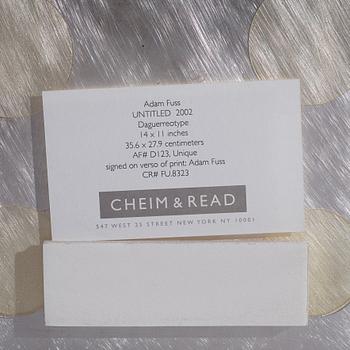 Adam Fuss
UNTITLED 2002
Daguerreotype
14 x 11 inches
35.6 x 27.9 centimeters
AF# D123, Unique
signed on verso of print: Adam Fuss
CR# FU.8323
CHEIM & READ
547 WEST 25 STREET NEW YORK NY 10001